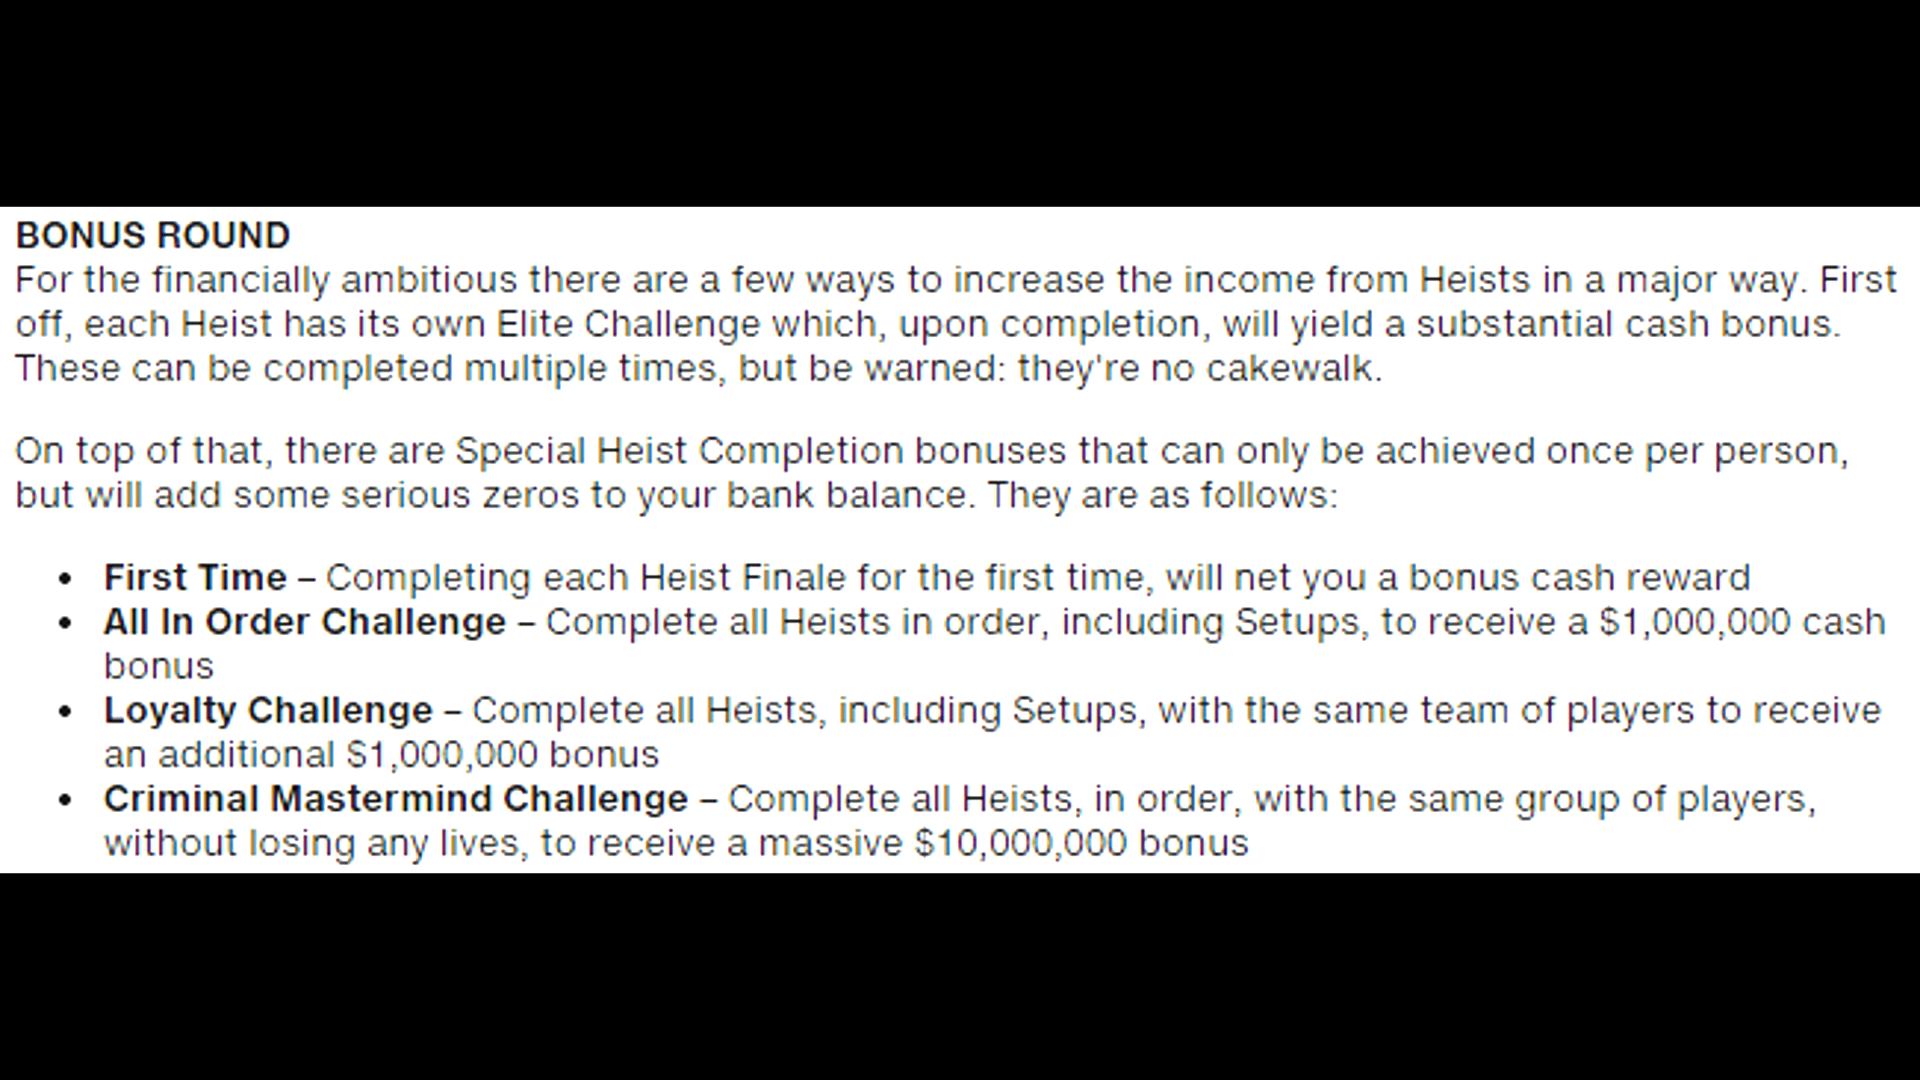 BONUS ROUND
For the financially ambitious there are a few ways to increase the income from Heists in a major way. First
off, each Heist has its own Elite Challenge which, upon completion, will yield a substantial cash bonus.
These can be completed multiple times, but be warned: they're no cakewalk.
On top of that, there are Special Heist Completion bonuses that can only be achieved once per person,
but will add some serious zeros to your bank balance. They are as follows:
• First Time – Completing each Heist Finale for the first time, will net you a bonus cash reward
• All In Order Challenge – Complete all Heists in order, including Setups, to receive a $1,000,000 cash
bonus
• Loyalty Challenge – Complete all Heists, including Setups, with the same team of players to receive
an additional $1,000,000 bonus
• Criminal Mastermind Challenge – Complete all Heists, in order, with the same group of players,
without losing any lives, to receive a massive $10,000,000 bonus